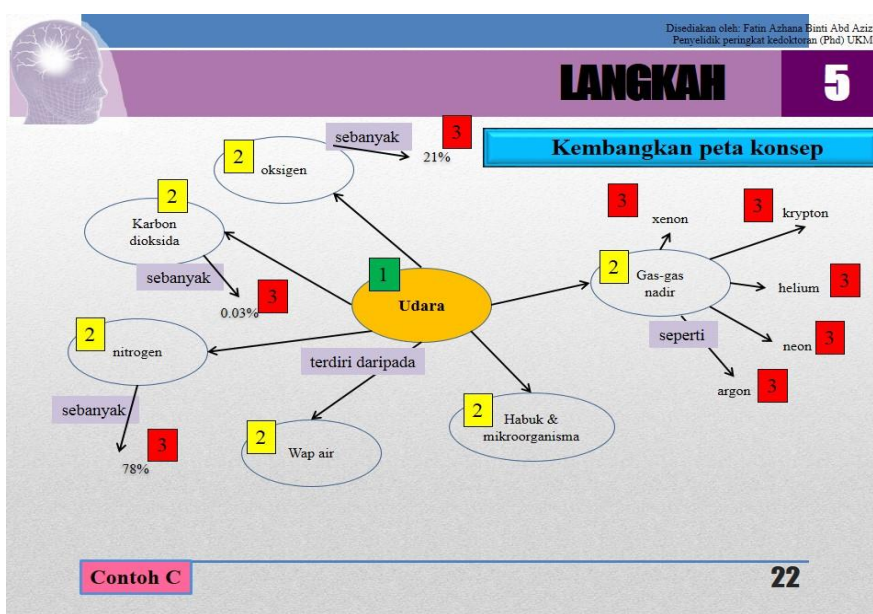 Disediakan oleh: Fatin Azhana Binti Abd Aziz
Penyelidik peringkat kedoktoran (Phd) UKM
LANGKAH 5
Kembangkan peta konsep
sebanyak
3
21%
2
oksigen
2
Karbon
dioksida
sebanyak
3
0.03%
2
nitrogen
sebanyak
3
78%
1
Udara
terdiri daripada
2
Wap air
2
Habuk &
mikroorganisma
2
Gas-gas
nadir
seperti
3
xenon
3
krypton
helium
3
neon
3
argon
3
Contoh C
22